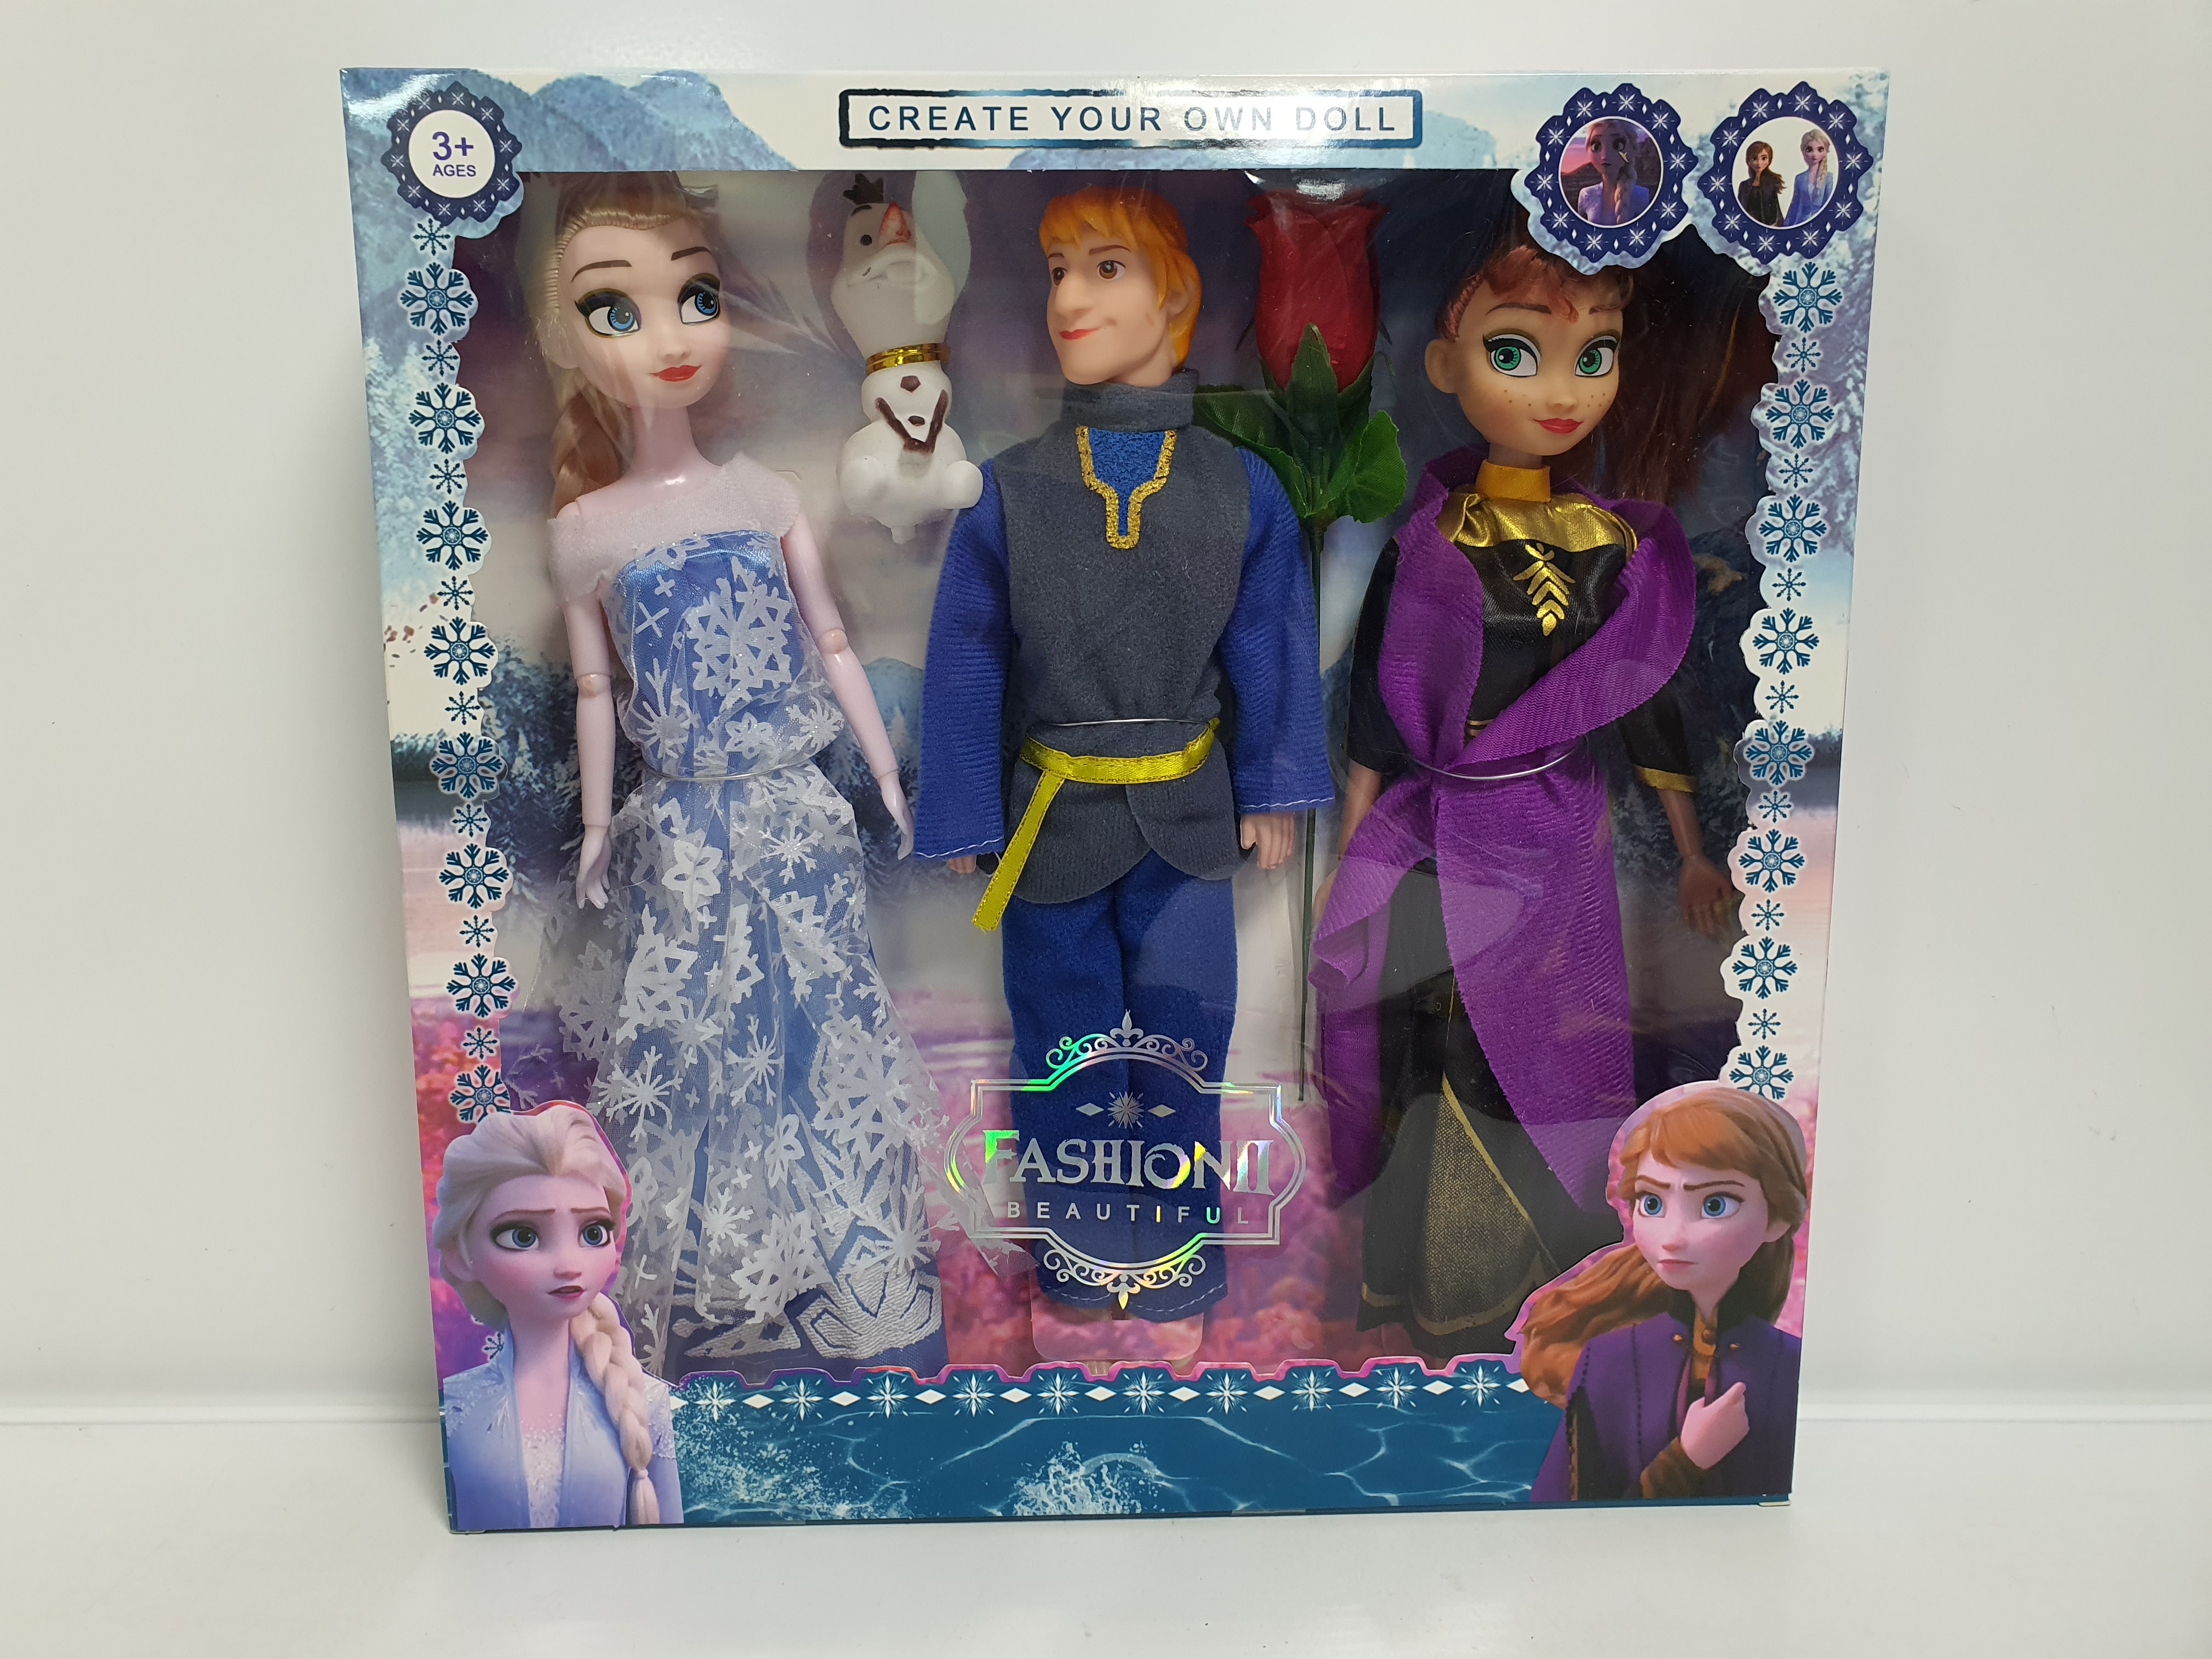 CREATE YOUR OWN DOLL
3+
AGES
FASHIONII
BEAUTIFUL